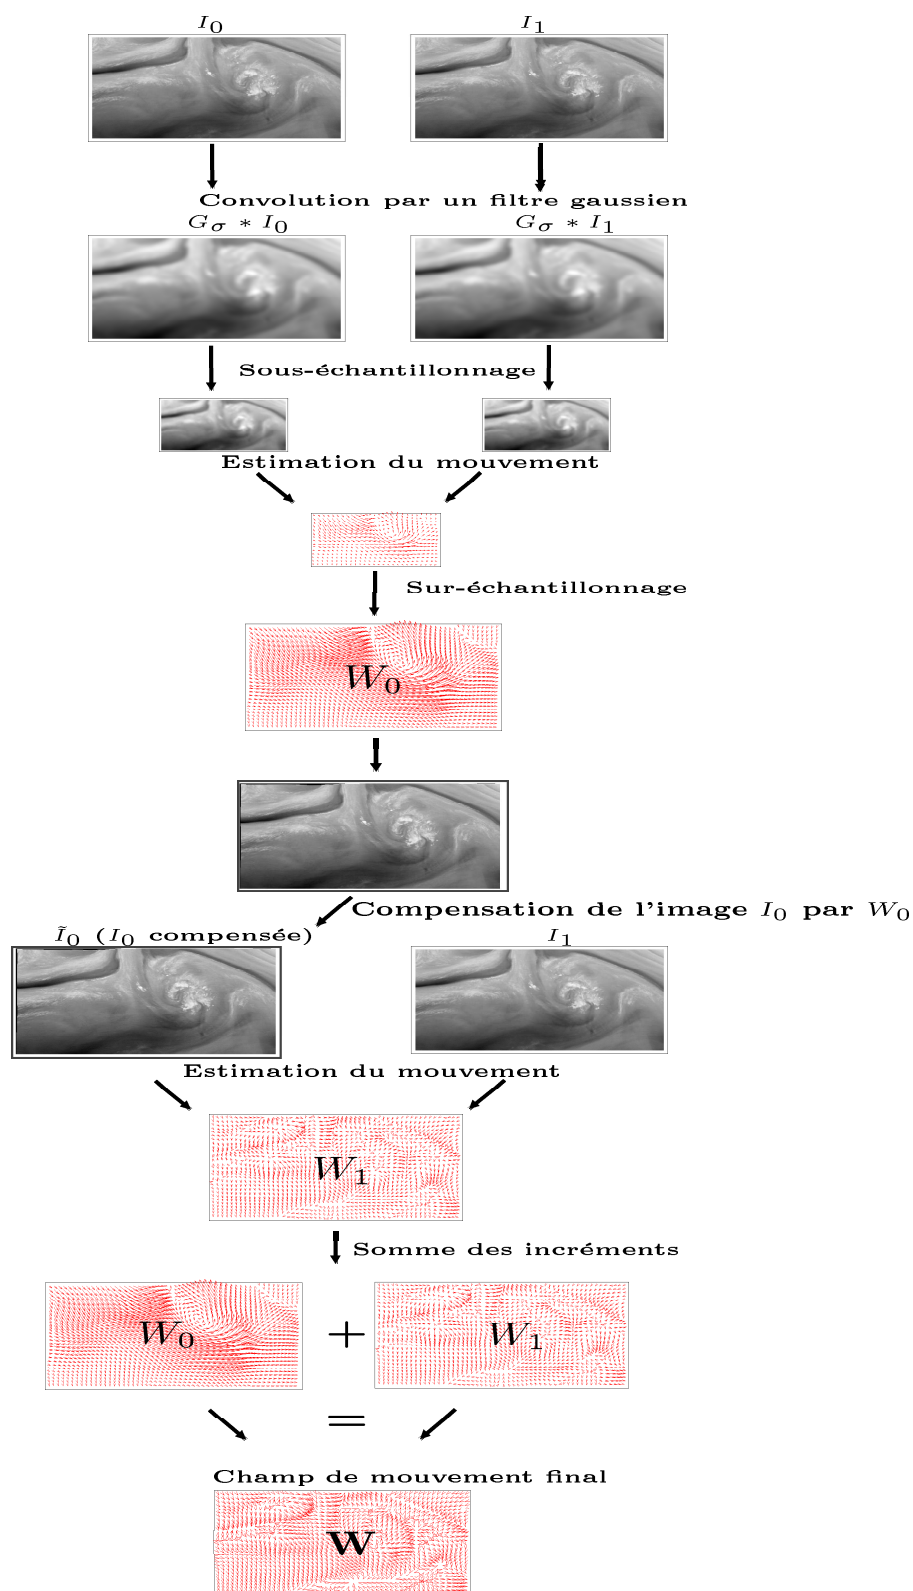 I₀ I₁
Convolution par un filtre gaussien
G_σ * I₀ G_σ * I₁
Sous-échantillonnage
Estimation du mouvement
Sur-échantillonnage
W₀
Compensation de l'image I₀ par W₀
Ĩ₀ (I₀ compensée) I₁
Estimation du mouvement
W₁
Somme des incréments
W₀ + W₁
=
Champ de mouvement final
W